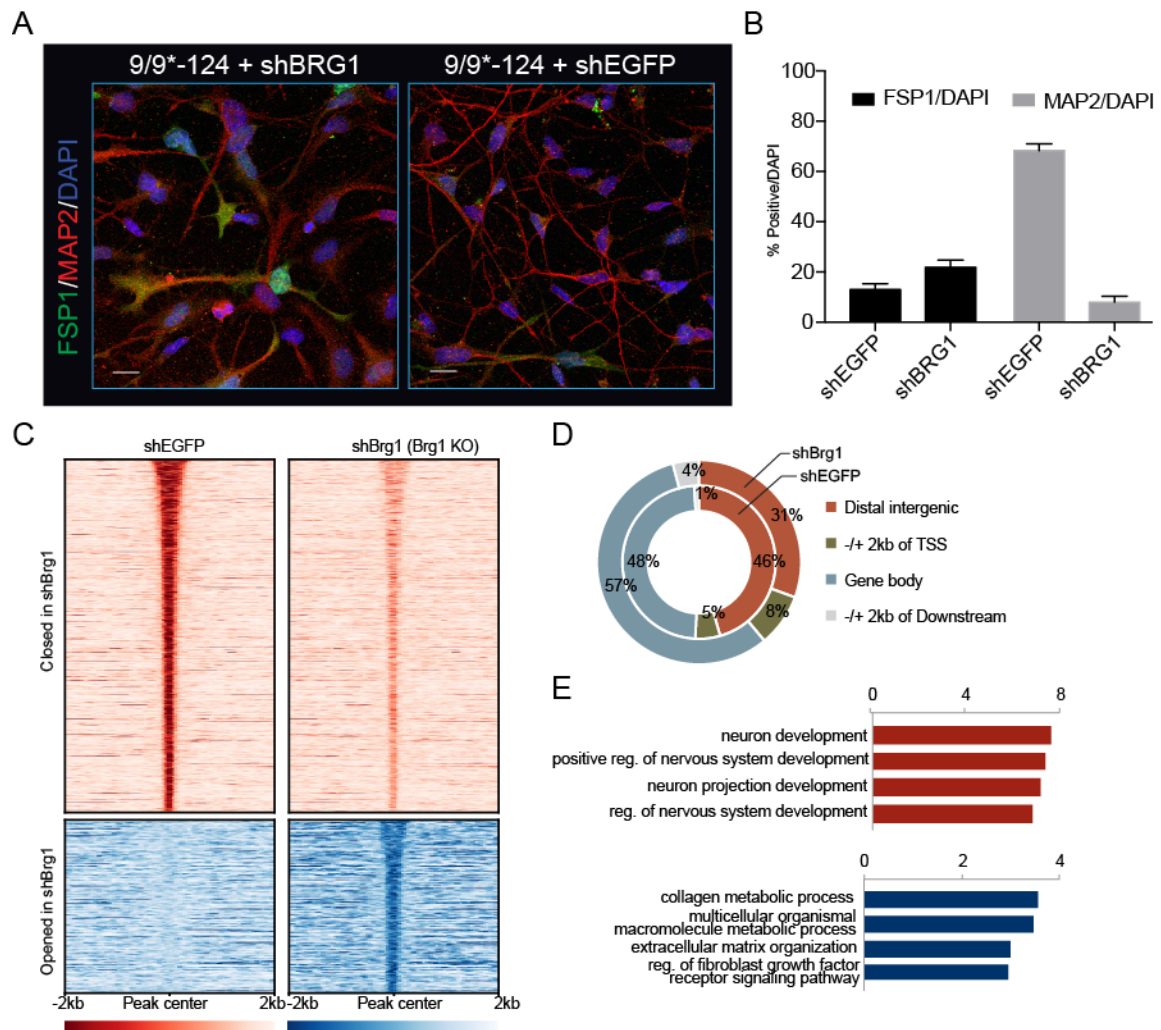 A
9/9*-124 + shBRG1
9/9*-124 + shEGFP
FSP1/MAP2/DAPI
B
100
80
60
40
20
0
% Positive/DAPI
FSP1/DAPI
MAP2/DAPI
shEGFP
shBRG1
shEGFP
shBRG1
C
shEGFP
shBrg1 (Brg1 KO)
Closed in shBrg1
Opened in shBrg1
-2kb
Peak center
2kb
-2kb
Peak center
2kb
D
shBrg1
shEGFP
4%
1%
31%
46%
48%
57%
5%
8%
Distal intergenic
-/+ 2kb of TSS
Gene body
-/+ 2kb of Downstream
E
0 4 8
neuron development
positive reg. of nervous system development
neuron projection development
reg. of nervous system development
0 2 4
collagen metabolic process
multicellular organismal
macromolecule metabolic process
extracellular matrix organization
reg. of fibroblast growth factor
receptor signaling pathway